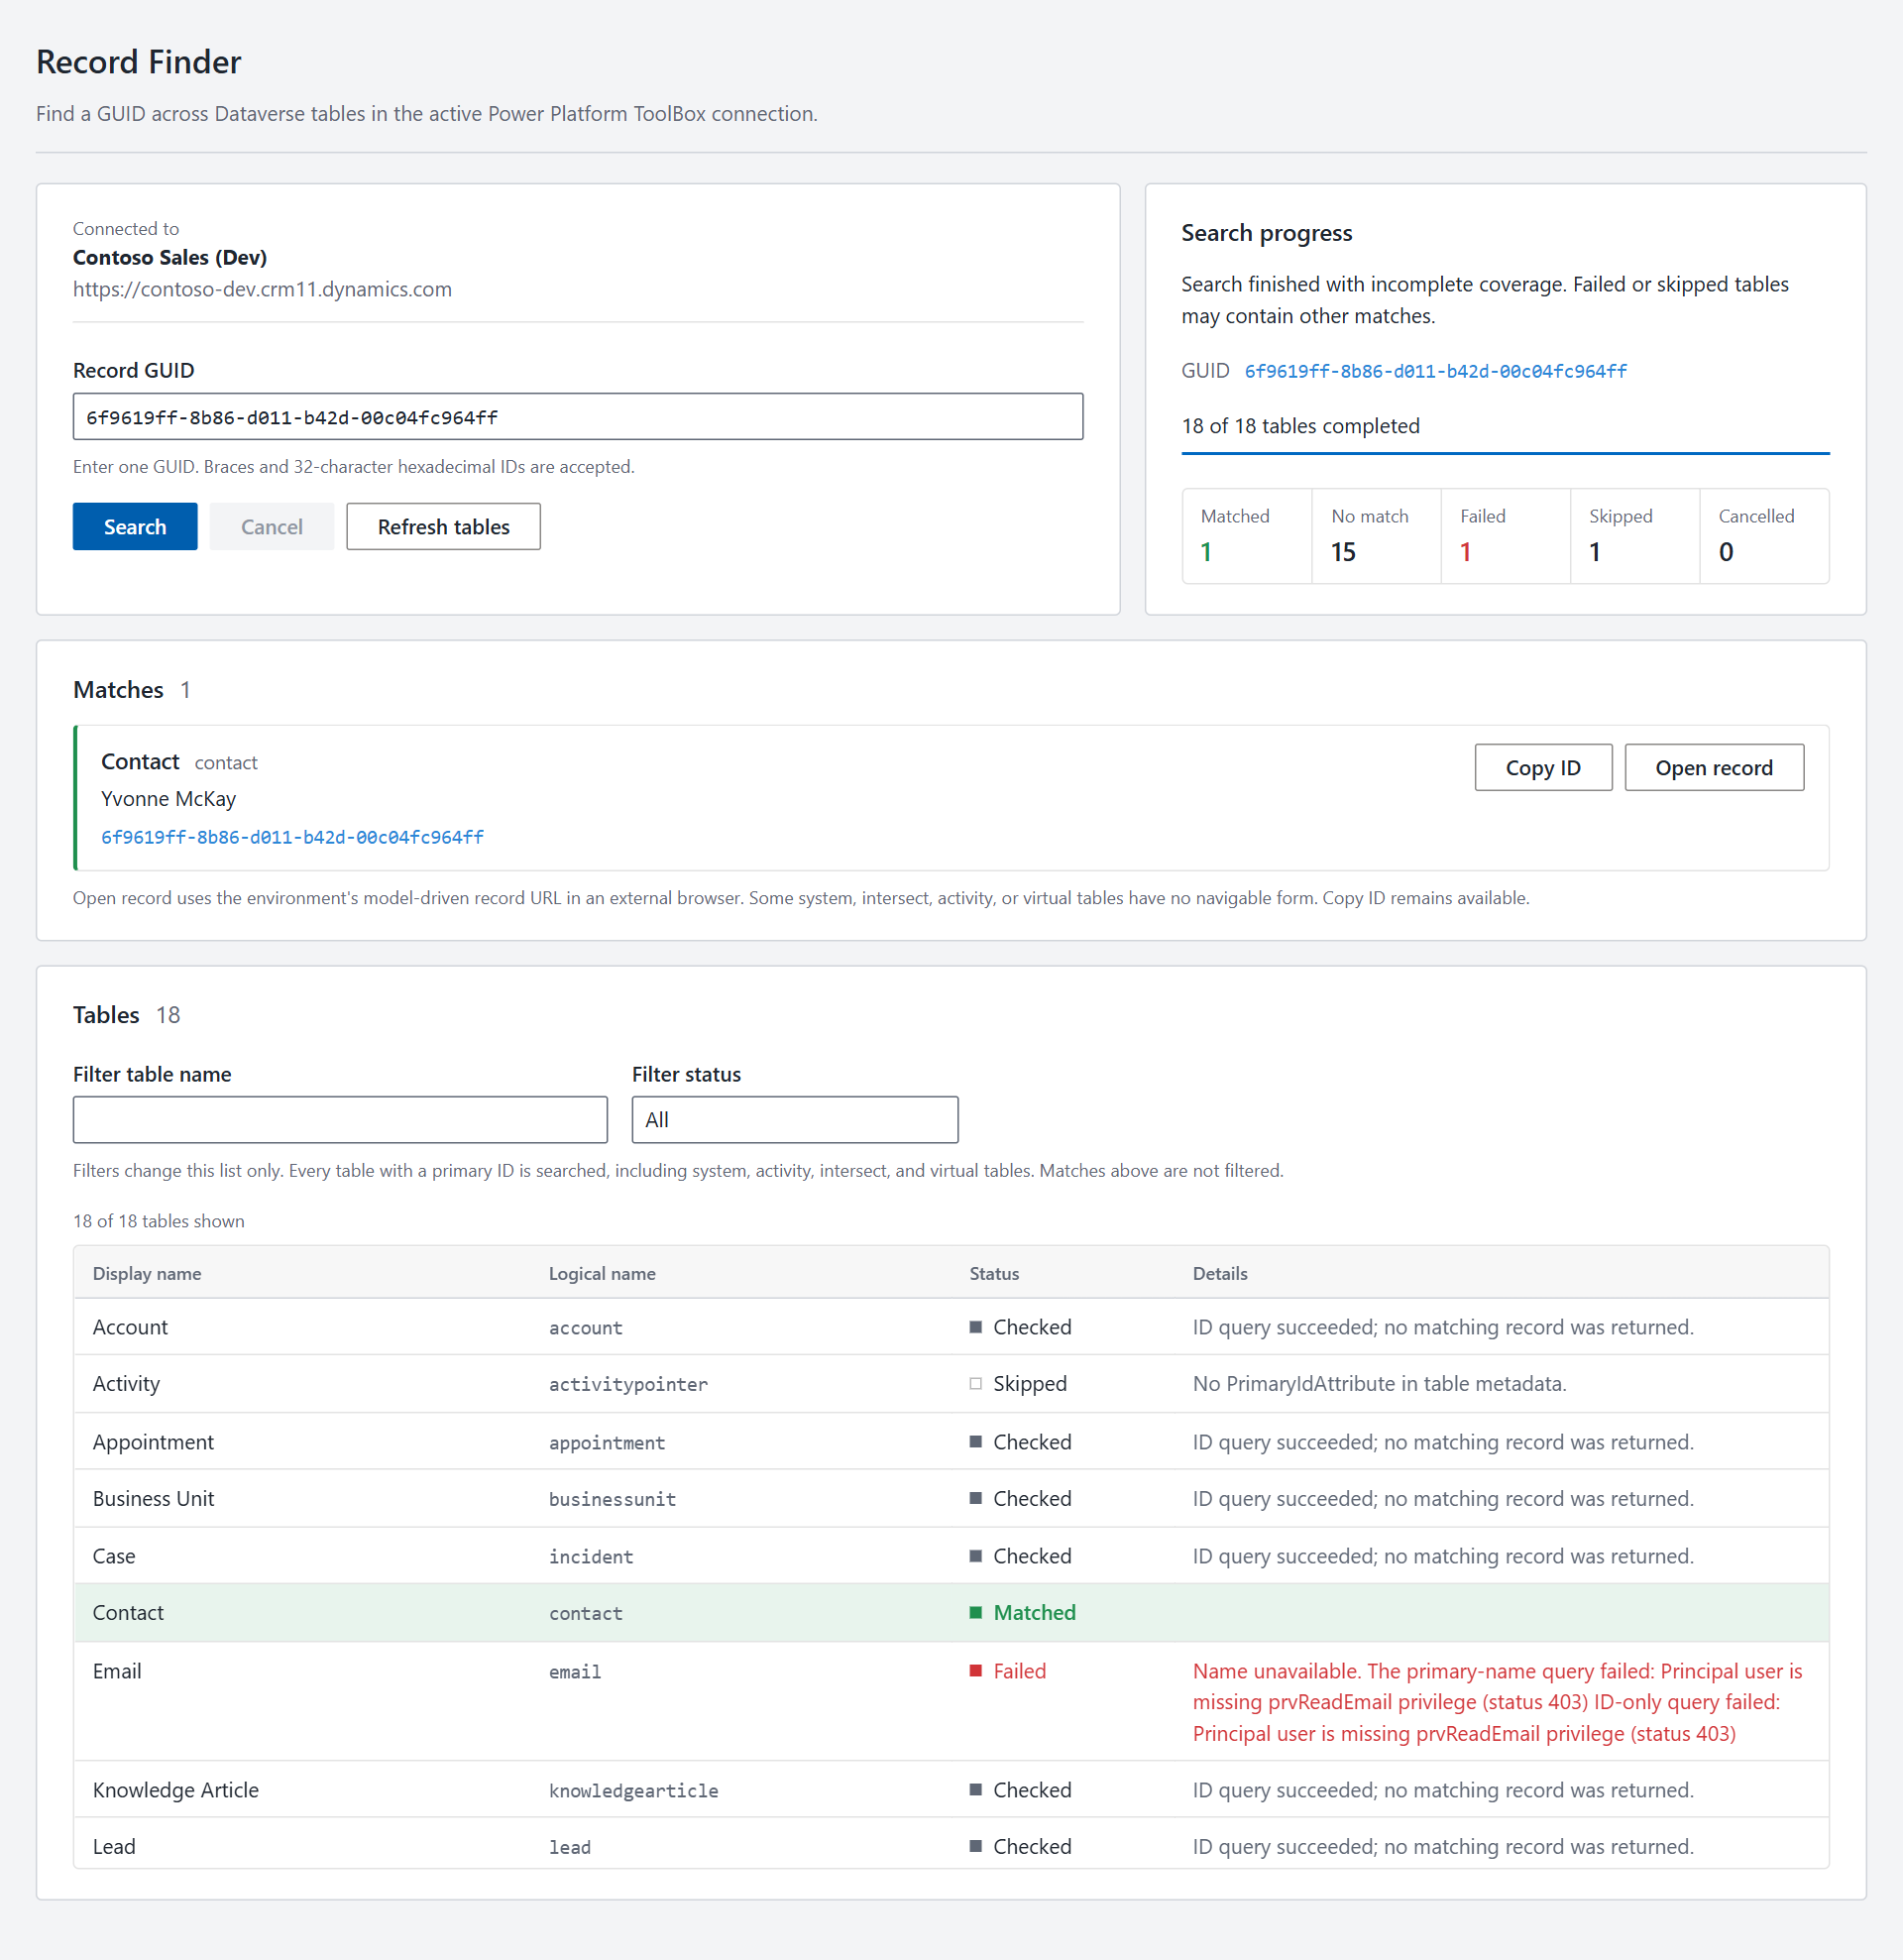 Record Finder
Find a GUID across Dataverse tables in the active Power Platform ToolBox connection.
Connected to
Contoso Sales (Dev)
https://contoso-dev.crm11.dynamics.com
Record GUID
6f9619ff-8b86-d011-b42d-00c04fc964ff
Enter one GUID. Braces and 32-character hexadecimal IDs are accepted.
Search Cancel Refresh tables
Search progress
Search finished with incomplete coverage. Failed or skipped tables
may contain other matches.
GUID 6f9619ff-8b86-d011-b42d-00c04fc964ff
18 of 18 tables completed
Matched No match Failed Skipped Cancelled
1 15 1 1 0
Matches 1
Contact contact
Yvonne McKay
6f9619ff-8b86-d011-b42d-00c04fc964ff
Copy ID Open record
Open record uses the environment's model-driven record URL in an external browser. Some system, intersect, activity, or virtual tables have no navigable form. Copy ID remains available.
Tables 18
Filter table name Filter status
All
Filters change this list only. Every table with a primary ID is searched, including system, activity, intersect, and virtual tables. Matches above are not filtered.
18 of 18 tables shown
Display name Logical name Status Details
Account account Checked ID query succeeded; no matching record was returned.
Activity activitypointer Skipped No PrimaryIdAttribute in table metadata.
Appointment appointment Checked ID query succeeded; no matching record was returned.
Business Unit businessunit Checked ID query succeeded; no matching record was returned.
Case incident Checked ID query succeeded; no matching record was returned.
Contact contact Matched
Email email Failed Name unavailable. The primary-name query failed: Principal user is
missing prvReadEmail privilege (status 403) ID-only query failed:
Principal user is missing prvReadEmail privilege (status 403)
Knowledge Article knowledgearticle Checked ID query succeeded; no matching record was returned.
Lead lead Checked ID query succeeded; no matching record was returned.